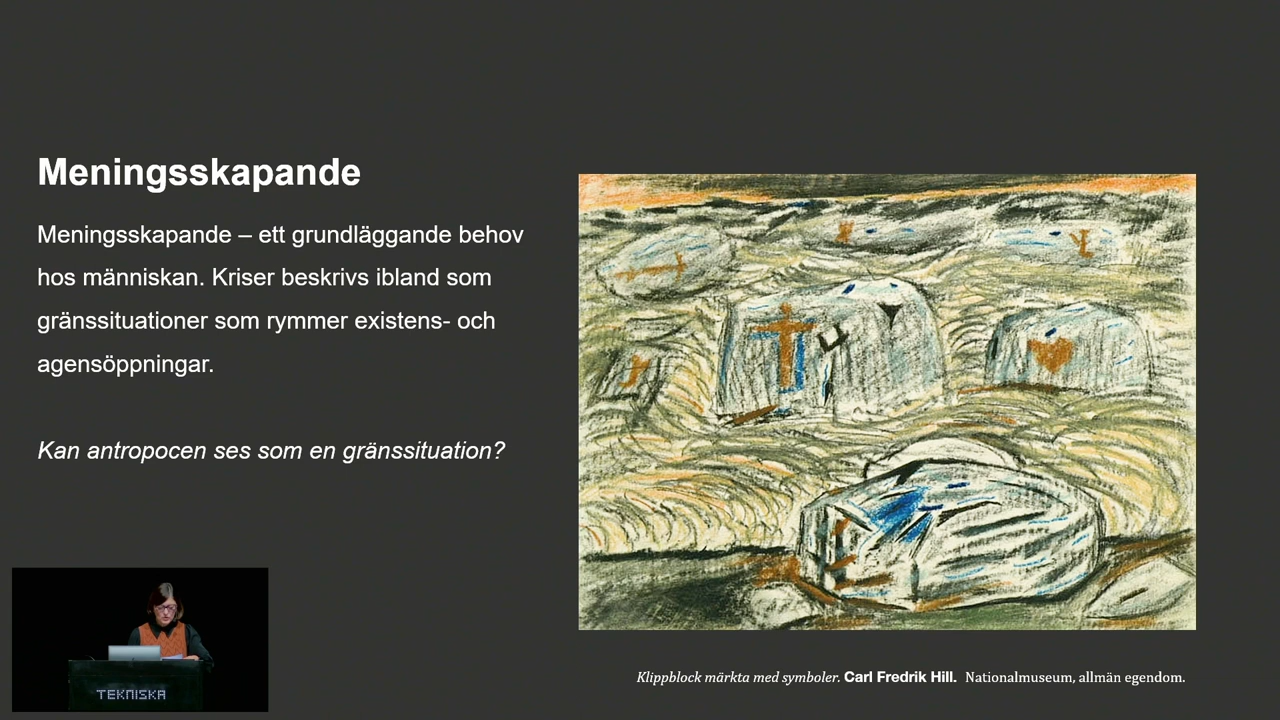 Meningsskapande
Meningsskapande – ett grundläggande behov
hos människan. Kriser beskrivs ibland som
gränssituationer som rymmer existens- och
agensöppningar.
Kan antropocen ses som en gränssituation?
TEKNISKA
Klippblock märkta med symboler. Carl Fredrik Hill. Nationalmuseum, allmän egendom.